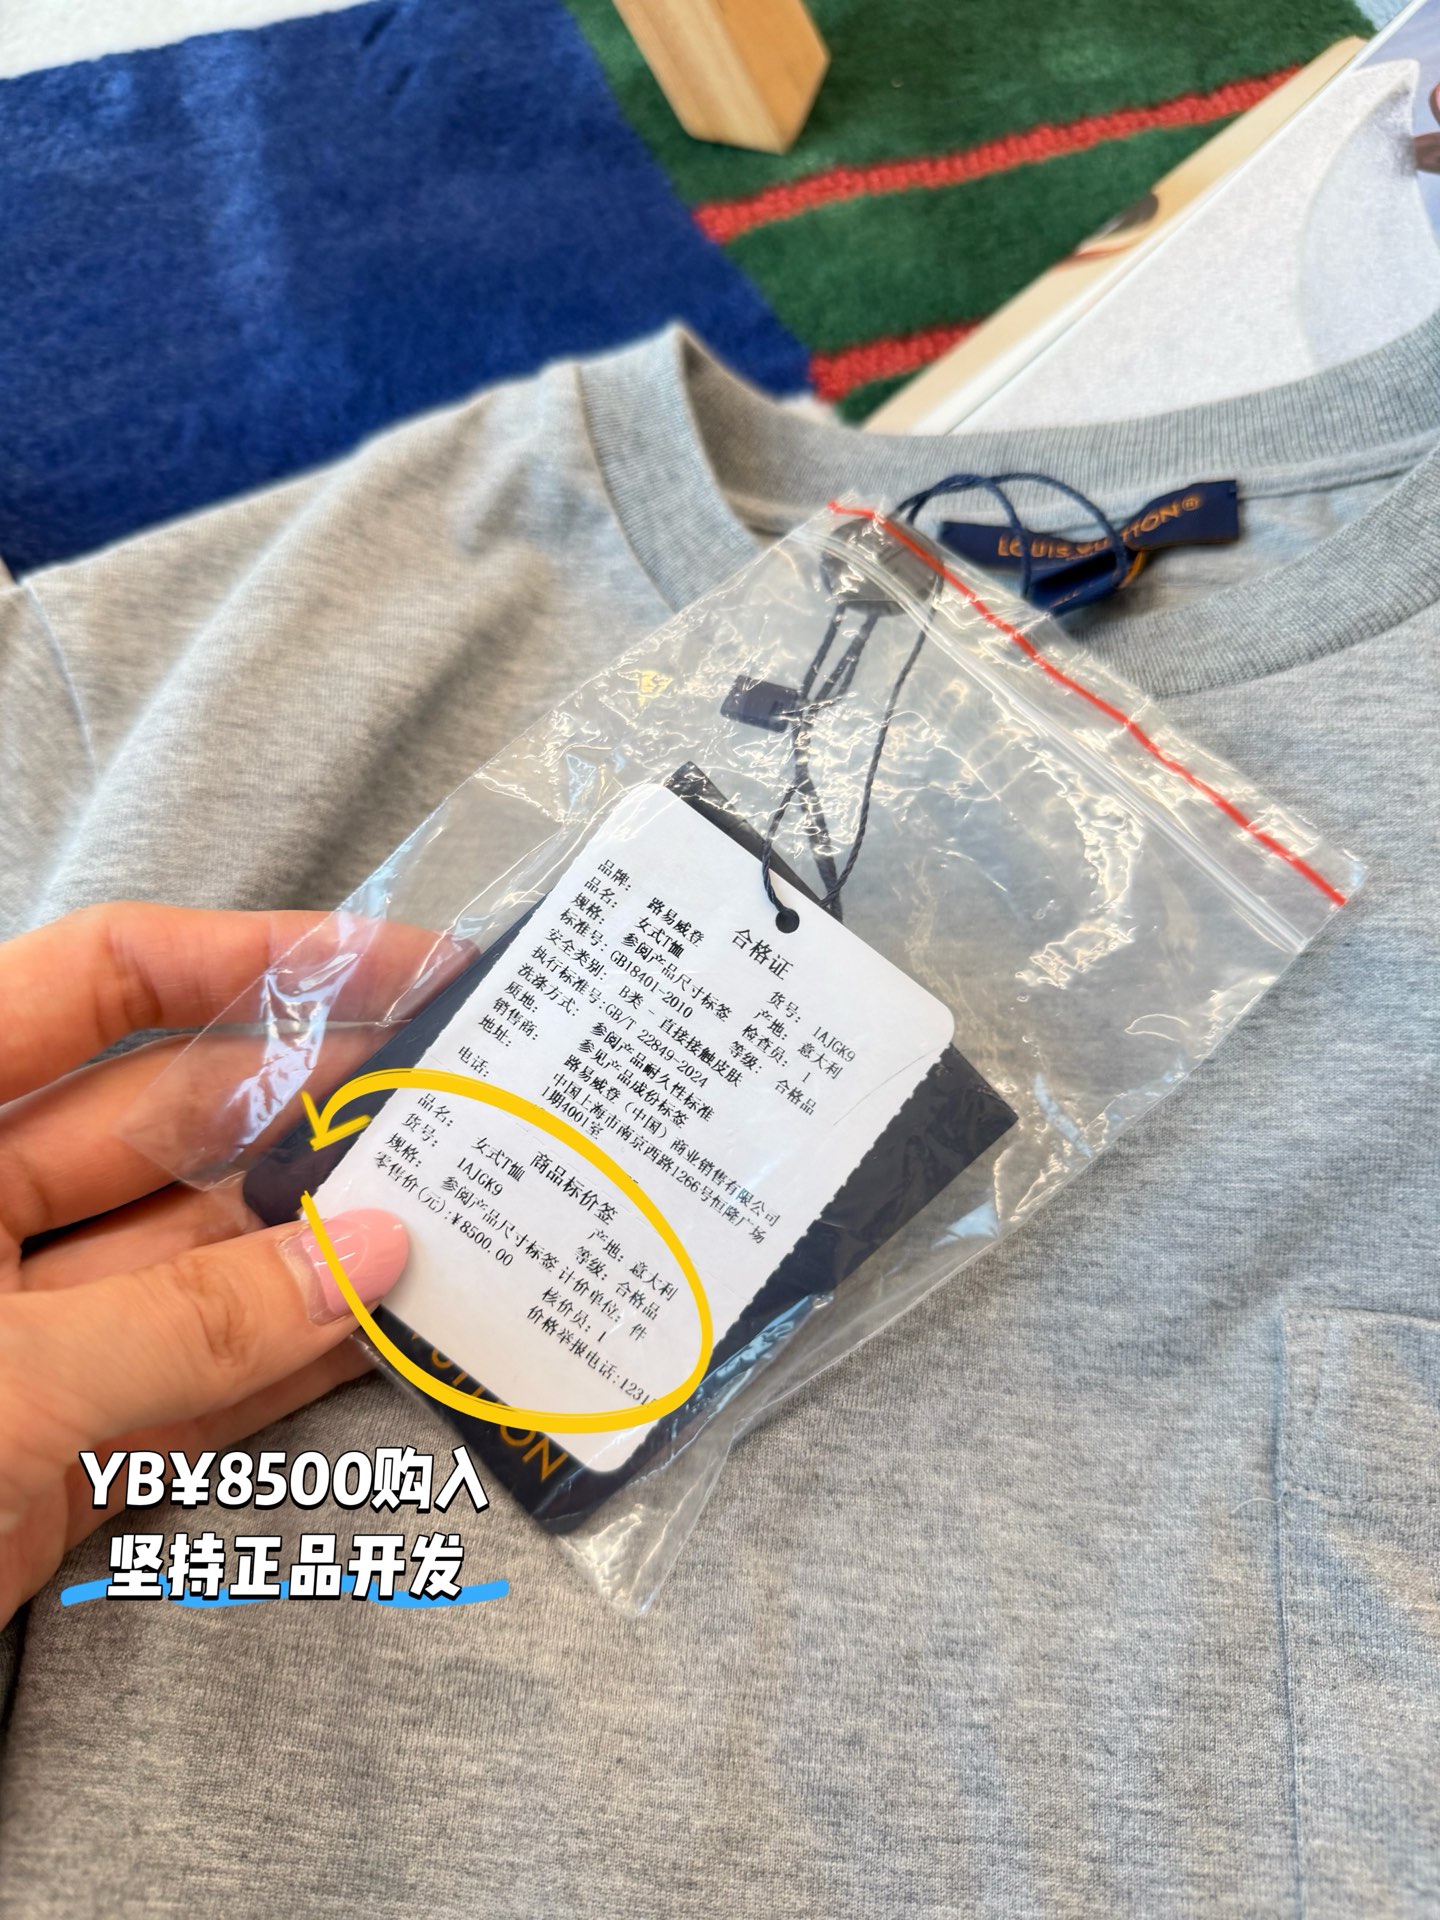 LOUIS VUITTON®
合格证
品牌： 路易威登
货号： 1AJGK9
品名： 女式T恤
产地： 意大利
规格： 参阅产品尺寸标签
检查员： 1
标准号： GB18401-2010
等级： 合格品
安全类别： B类 - 直接接触皮肤
执行标准号：GB/T 22849-2024
洗涤方式： 参阅产品耐久性标准
质地： 参见产品成份标签
销售商： 路易威登（中国）商业销售有限公司
地址： 中国上海市南京西路1266号恒隆广场
1期4001室
电话：
商品标价签
品名： 女式T恤
产地： 意大利
货号： 1AJGK9
等级： 合格品
规格： 参阅产品尺寸标签
计价单位： 件
零售价(元)：¥8500.00
核价员： 1
价格举报电话：1231
YB¥8500购入
坚持正品开发